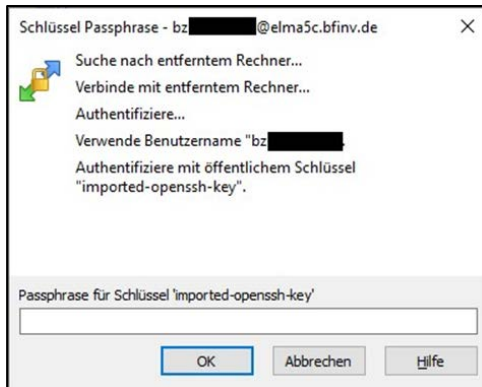 Schlüssel Passphrase - bz @elma5c.bfinv.de
Suche nach entferntem Rechner...
Verbinde mit entferntem Rechner...
Authentifiziere...
Verwende Benutzername "bz .
Authentifiziere mit öffentlichem Schlüssel
"imported-openssh-key".
Passphrase für Schlüssel 'imported-openssh-key'
OK Abbrechen Hilfe